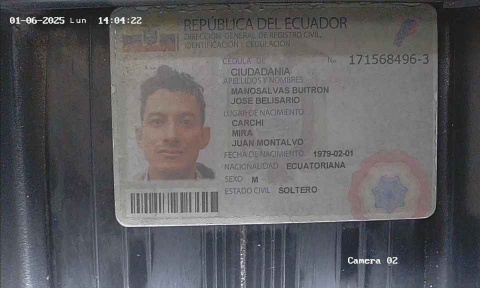 01-06-2025 Lun 14:04:22
REPÚBLICA DEL ECUADOR
DIRECCIÓN GENERAL DE REGISTRO CIVIL,
IDENTIFICACIÓN Y CEDULACIÓN
CÉDULA DE No. 171568496-3
CIUDADANÍA
APELLIDOS Y NOMBRES
MANOSALVAS BUITRON
JOSE BELISARIO
LUGAR DE NACIMIENTO
CARCHI
MIRA
JUAN MONTALVO
FECHA DE NACIMIENTO 1979-02-01
NACIONALIDAD ECUATORIANA
SEXO M
ESTADO CIVIL SOLTERO
Camera 02